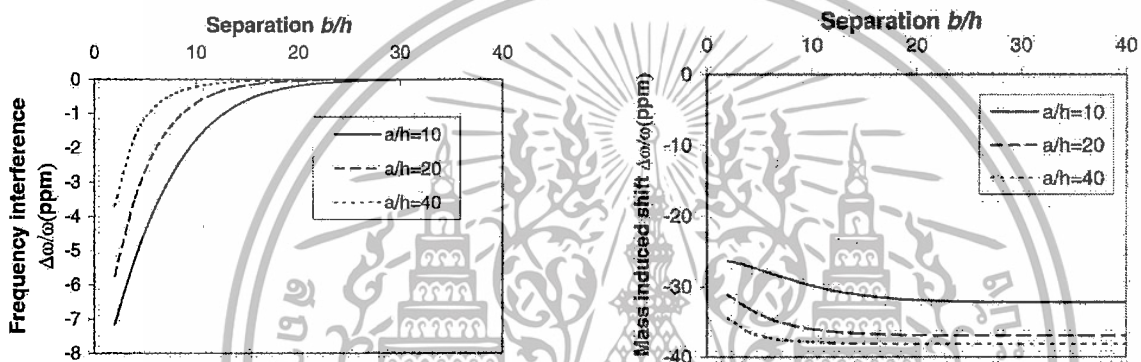 Separation b/h
0 10 20 30 40
Frequency interference
Δω/ω(ppm)
0
-1
-2
-3
-4
-5
-6
-7
-8
a/h=10
a/h=20
a/h=40
Separation b/h
0 10 20 30 40
Mass induced shift Δω/ω(ppm)
0
-10
-20
-30
-40
a/h=10
a/h=20
a/h=40